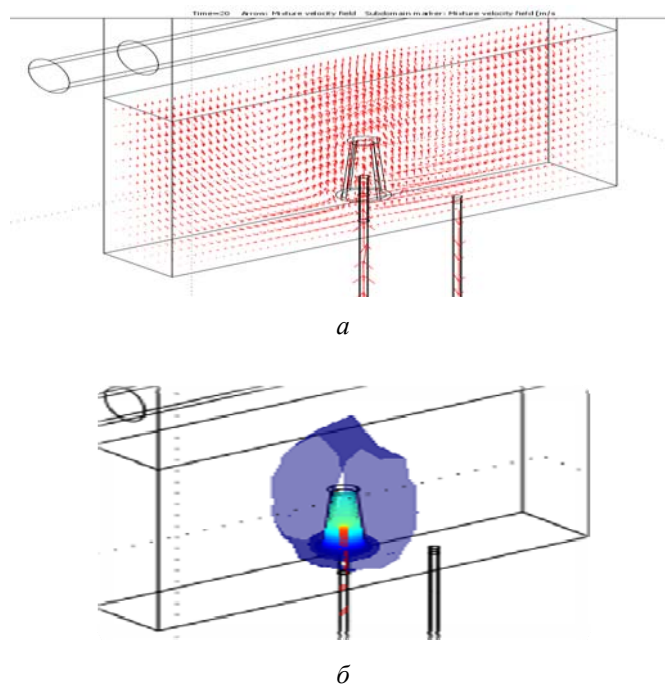 Time=20 Arrow: Mixture velocity field Subdomain marker: Mixture velocity field [m/s
а
б